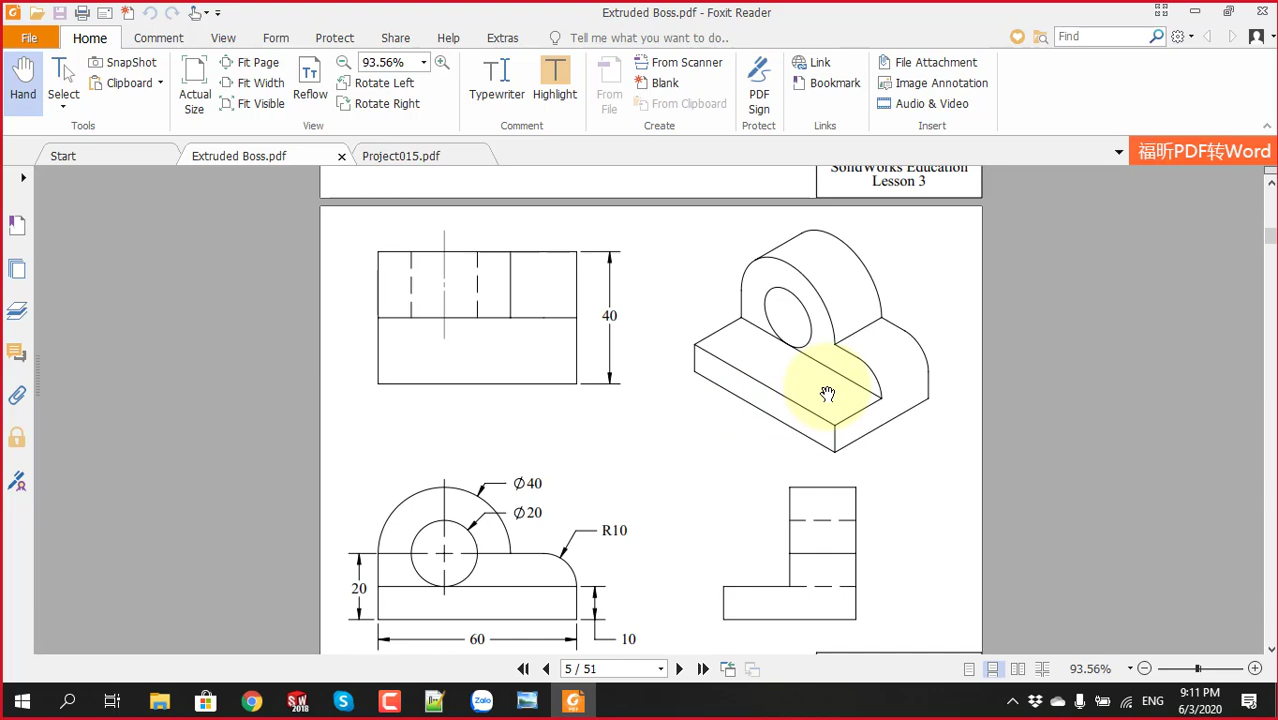 Extruded Boss.pdf - Foxit Reader
File Home Comment View Form Protect Share Help Extras Tell me what you want to do.. Find
SnapShot Fit Page 93.56% Rotate Left From Scanner Link File Attachment
Clipboard Fit Width Rotate Right Blank Bookmark Image Annotation
Hand Select Actual Size Fit Visible Reflow Typewriter Highlight From File From Clipboard PDF Sign Audio & Video
Tools View Comment Create Protect Links Insert
Start Extruded Boss.pdf Project015.pdf 福昕PDF转Word
SolidWorks Education
Lesson 3
40
Ø40
Ø20
R10
20
60
10
5 / 51 93.56%
SW 2018 ENG 9:11 PM
6/3/2020